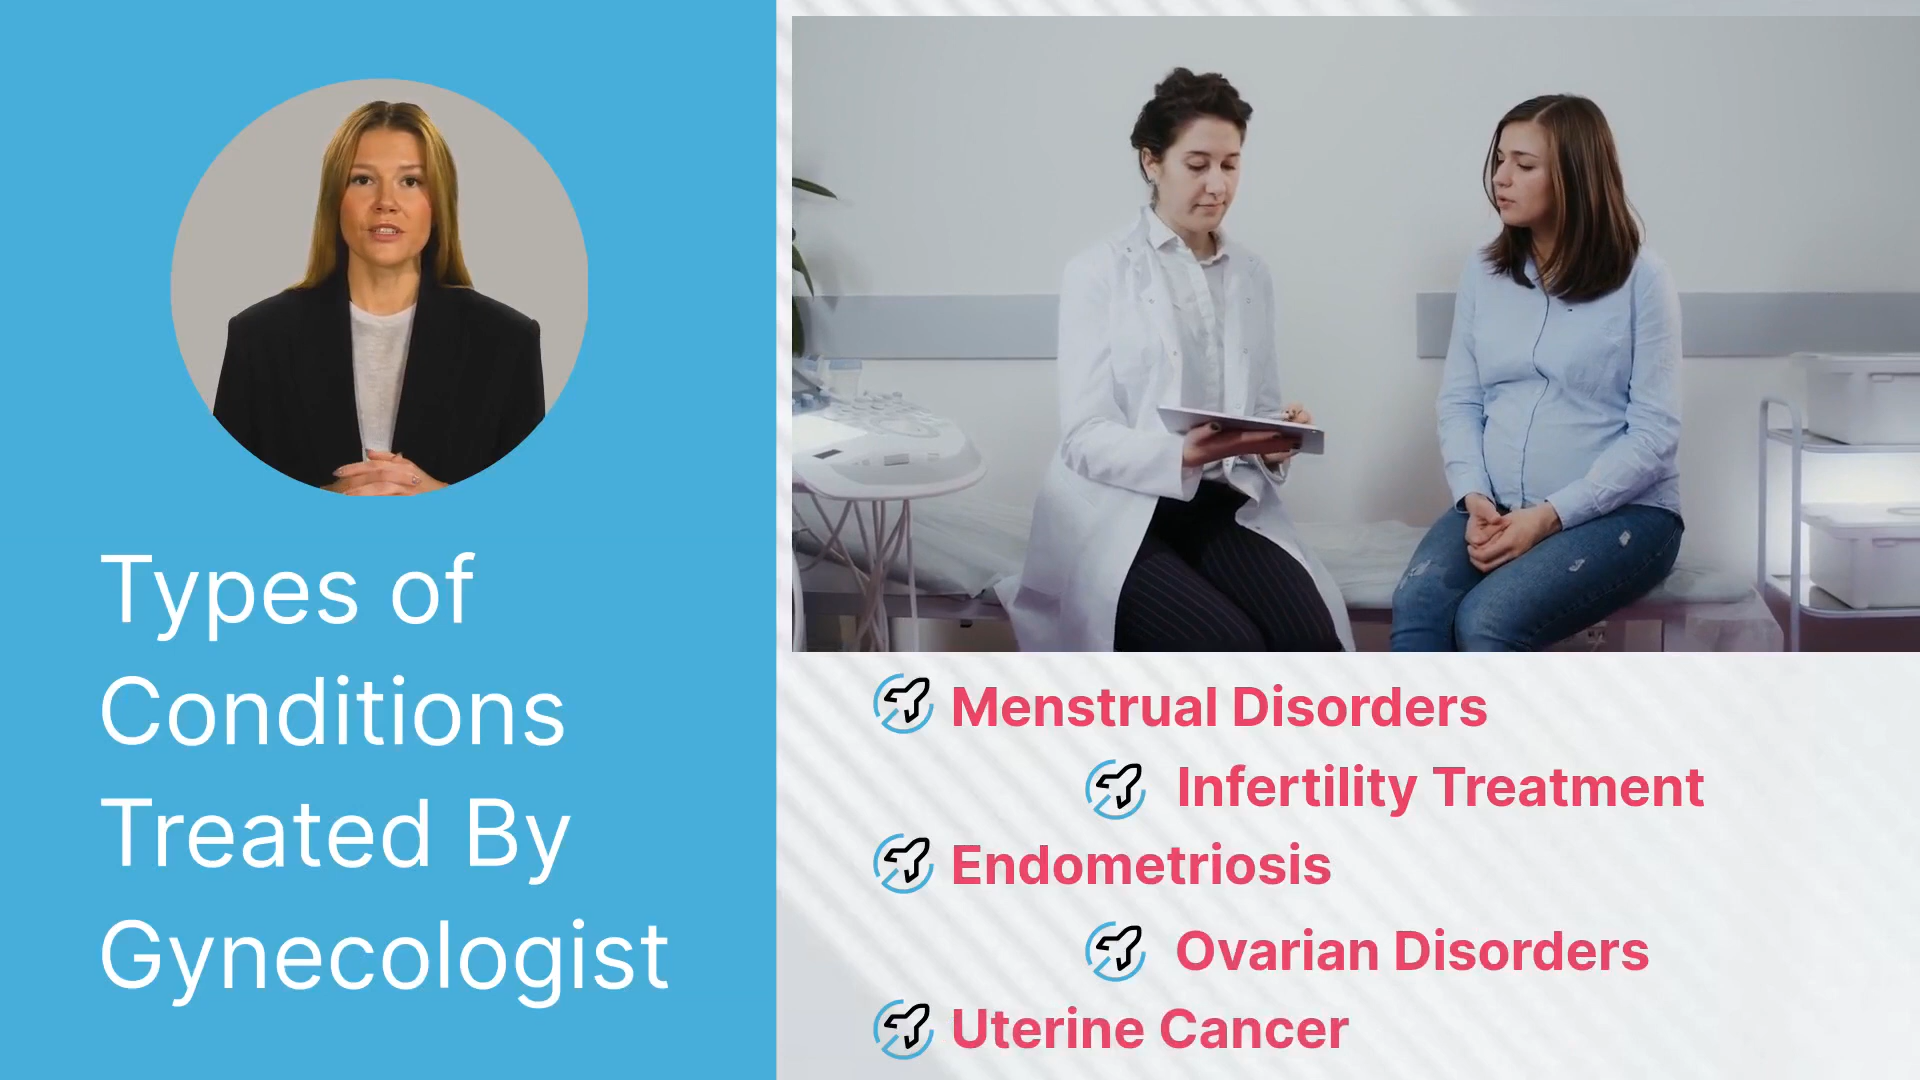 Types of
Conditions
Treated By
Gynecologist
Menstrual Disorders
Infertility Treatment
Endometriosis
Ovarian Disorders
Uterine Cancer